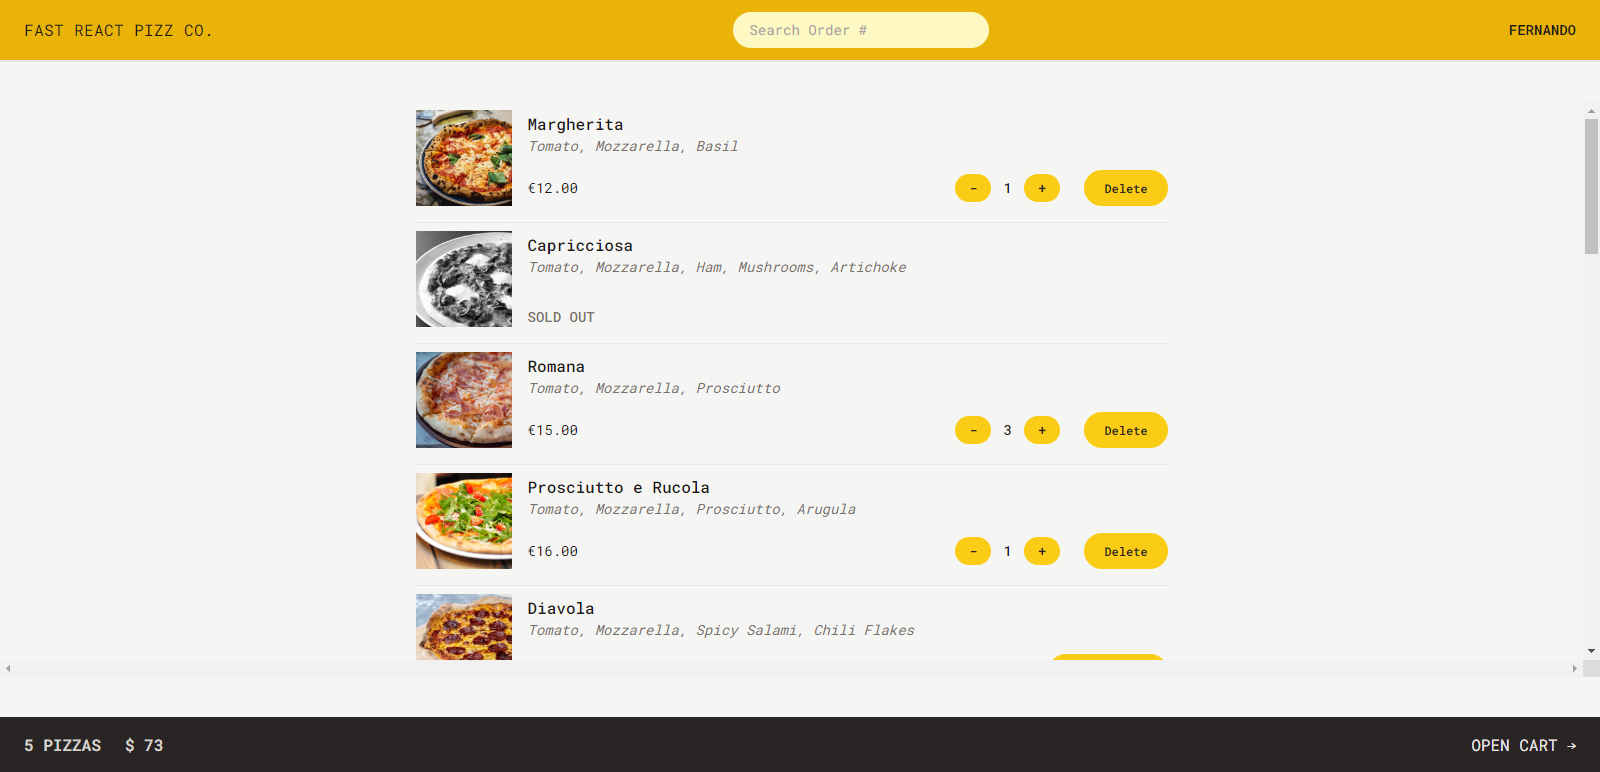 FAST REACT PIZZ CO.
Search Order #
FERNANDO
Margherita
Tomato, Mozzarella, Basil
€12.00
- 1 + Delete
Capricciosa
Tomato, Mozzarella, Ham, Mushrooms, Artichoke
SOLD OUT
Romana
Tomato, Mozzarella, Prosciutto
€15.00
- 3 + Delete
Prosciutto e Rucola
Tomato, Mozzarella, Prosciutto, Arugula
€16.00
- 1 + Delete
Diavola
Tomato, Mozzarella, Spicy Salami, Chili Flakes
5 PIZZAS $ 73
OPEN CART →